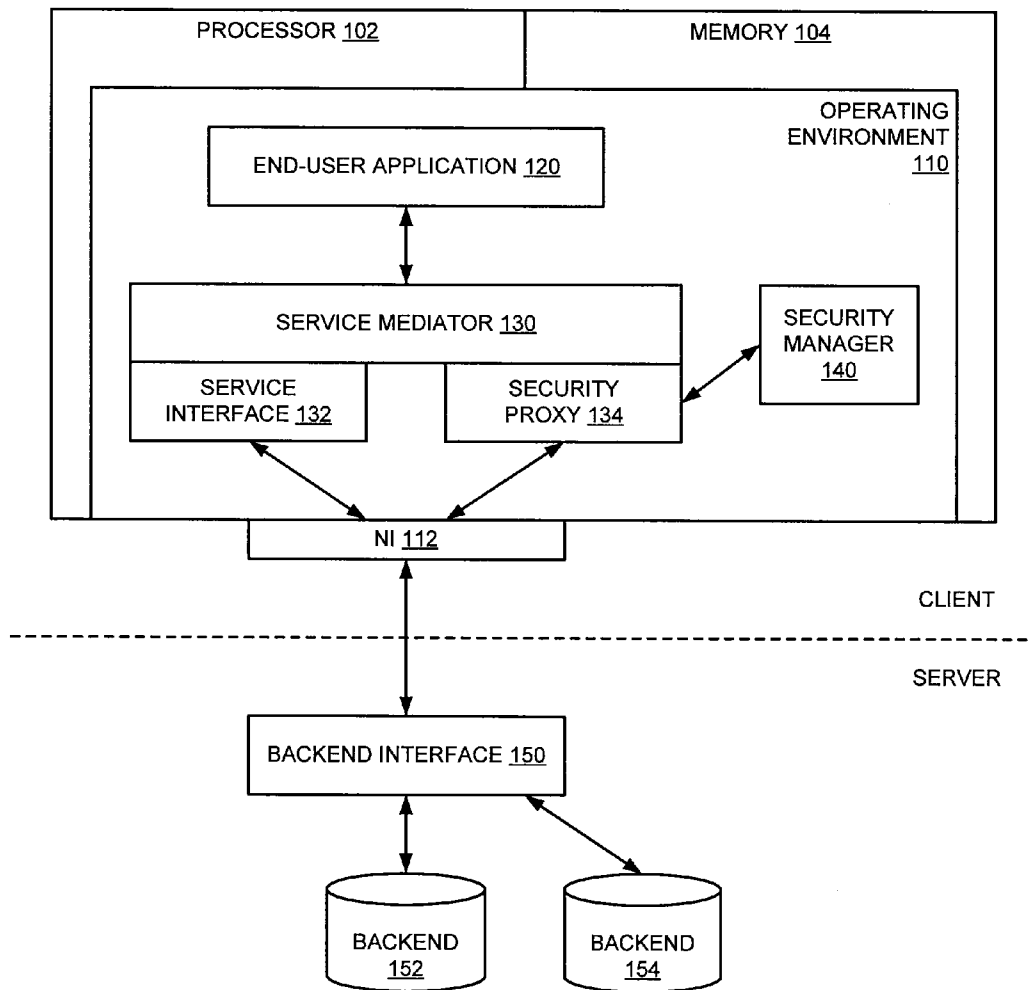 PROCESSOR 102
MEMORY 104
OPERATING
ENVIRONMENT
110
END-USER APPLICATION 120
SERVICE MEDIATOR 130
SERVICE
INTERFACE 132
SECURITY
PROXY 134
SECURITY
MANAGER
140
NI 112
CLIENT
SERVER
BACKEND INTERFACE 150
BACKEND
152
BACKEND
154